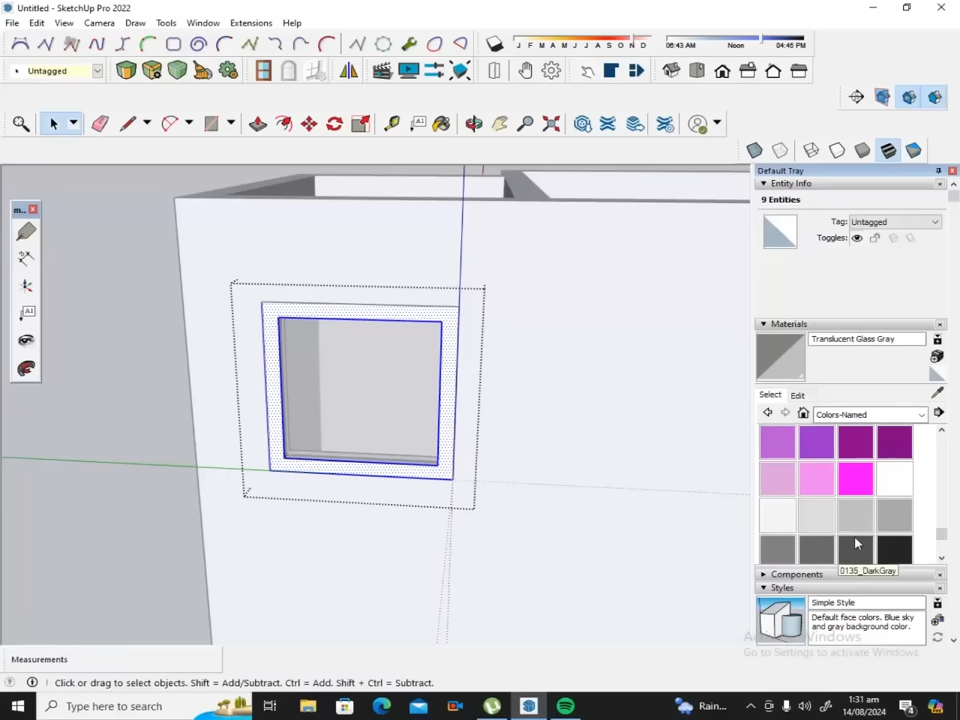 Untitled - SketchUp Pro 2022
File Edit View Camera Draw Tools Window Extensions Help
J F M A M J J A S O N D
06:43 AM Noon 04:45 PM
Untagged
A1
Default Tray
Entity Info
9 Entities
Tag: Untagged
Toggles:
m...
A1
Materials
Translucent Glass Gray
Select Edit
Colors-Named
0135_DarkGray
Components
Styles
Simple Style
Default face colors. Blue sky
and gray background color.
Activate Windows
Go to Settings to activate Windows.
Measurements
Click or drag to select objects. Shift = Add/Subtract. Ctrl = Add. Shift + Ctrl = Subtract.
Type here to search
Rain...
1:31 am
14/08/2024
4